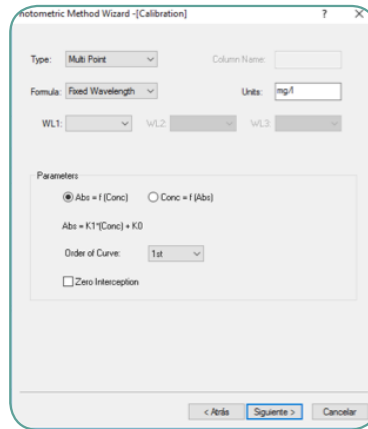 hotometric Method Wizard -[Calibration] ? ×
Type: Multi Point Column Name:
Formula: Fixed Wavelength Units: mg/l
WL1: WL2: WL3:
Parameters
Abs = f (Conc) Conc = f (Abs)
Abs = K1*(Conc) + K0
Order of Curve: 1st
Zero Interception
< Atrás Siguiente > Cancelar